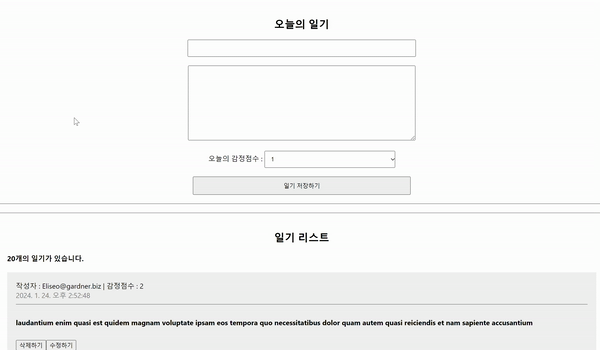 오늘의 일기
오늘의 감정점수 : 1
일기 저장하기
일기 리스트
20개의 일기가 있습니다.
작성자 : Eliseo@gardner.biz | 감정점수 : 2
2024. 1. 24. 오후 2:52:48
laudantium enim quasi est quidem magnam voluptate ipsam eos tempora quo necessitatibus dolor quam autem quasi reiciendis et nam sapiente accusantium
삭제하기 수정하기